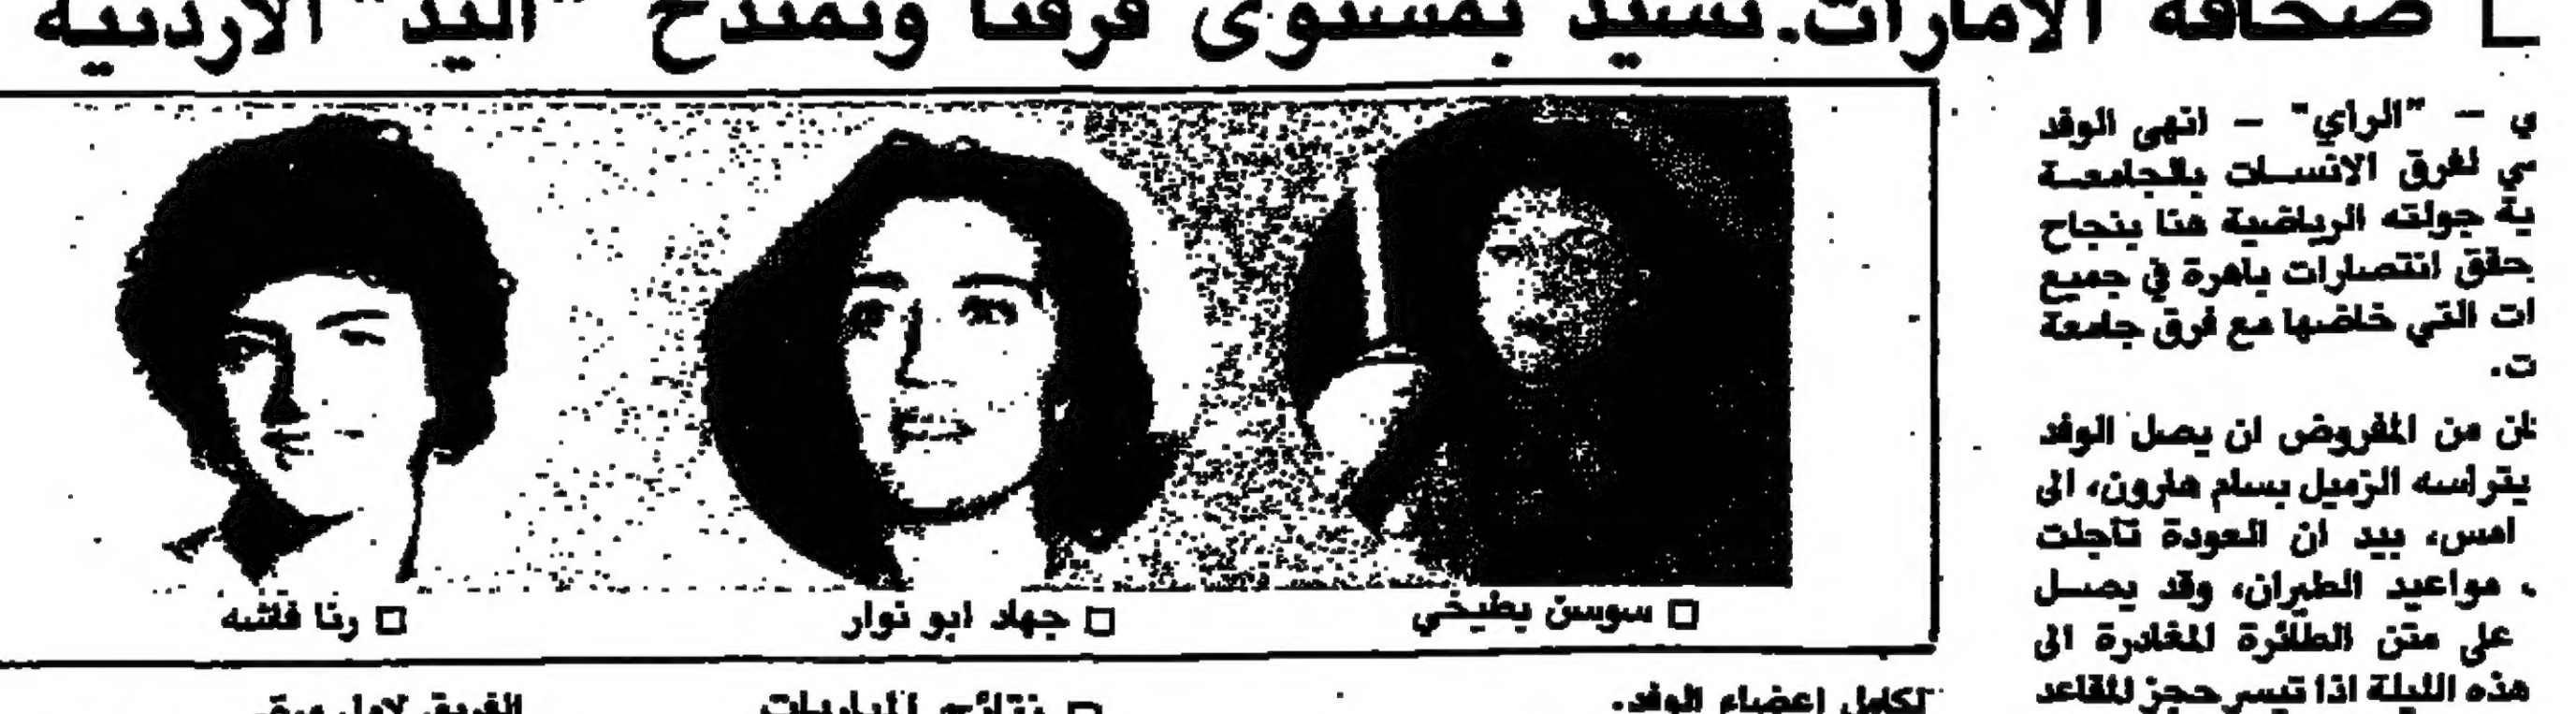 صحافة الامارات تشيد بمستوى فرقنا وتمتدح "اليد" الاردنية
ي - "الراي" - انهى الوفد
سي لفرق الانسات بالجامعة
ية جولته الرياضية هنا بنجاح
حقق انتصارات باهرة في جميع
ات التي خاضها مع فرق جامعة
ت.
ان من المفروض ان يصل الوفد
يترأسه الزميل بسام هارون، الى
امس، بيد ان العودة تأجلت
مواعيد الطيران، وقد يصل
على متن الطائرة المغادرة الى
هذه الليلة اذا تيسر حجز للمقاعد
□ سوسن بطيخي
□ جهاد ابو نوار
□ رنا قاشه
لكامل اعضاء الوفد.
□ نتائج المباريات
الفريق لاول مرة